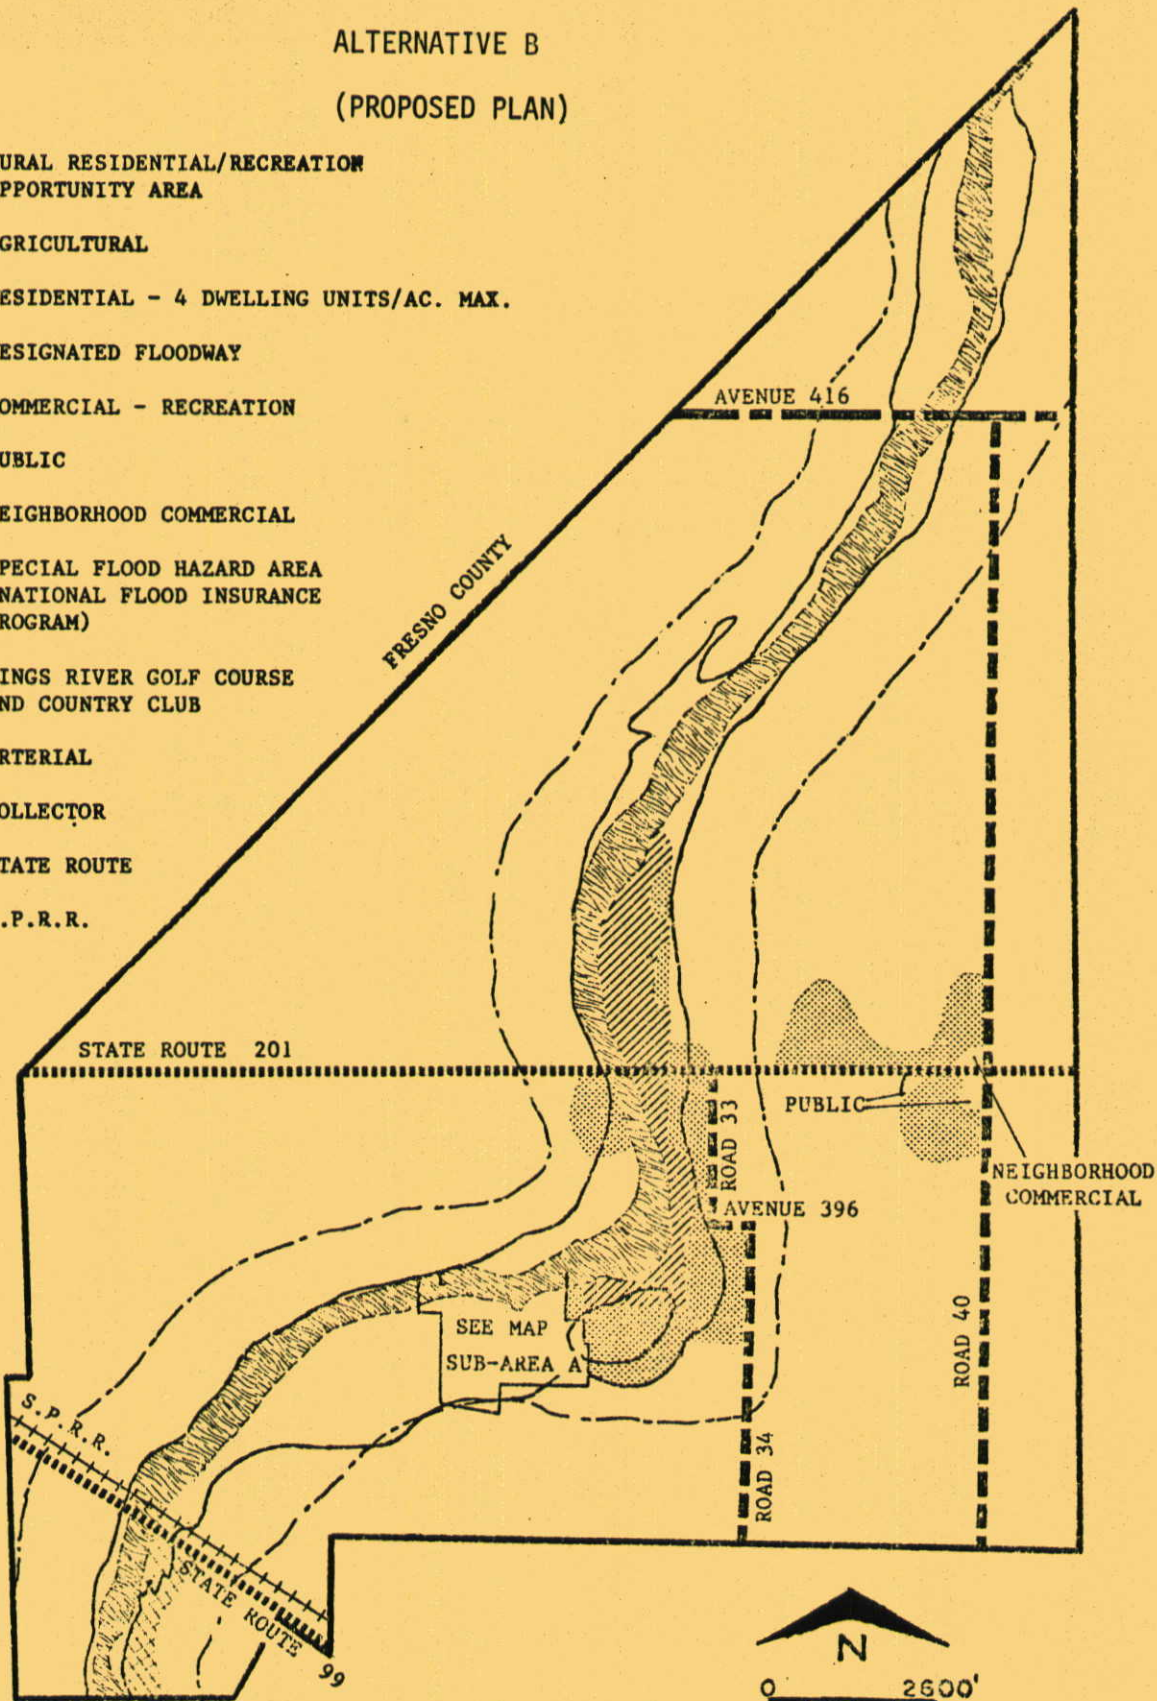 ALTERNATIVE B
(PROPOSED PLAN)
URAL RESIDENTIAL/RECREATION
PPORTUNITY AREA
GRICULTURAL
ESIDENTIAL - 4 DWELLING UNITS/AC. MAX.
ESIGNATED FLOODWAY
OMMERCIAL - RECREATION
UBLIC
EIGHBORHOOD COMMERCIAL
PECIAL FLOOD HAZARD AREA
NATIONAL FLOOD INSURANCE
ROGRAM)
INGS RIVER GOLF COURSE
ND COUNTRY CLUB
RTERIAL
OLLECTOR
TATE ROUTE
.P.R.R.
AVENUE 416
FRESNO COUNTY
STATE ROUTE 201
PUBLIC
ROAD 33
NEIGHBORHOOD
COMMERCIAL
AVENUE 396
SEE MAP
SUB-AREA A
ROAD 40
ROAD 34
S.P.R.R.
STATE ROUTE 99
N
0 2600'